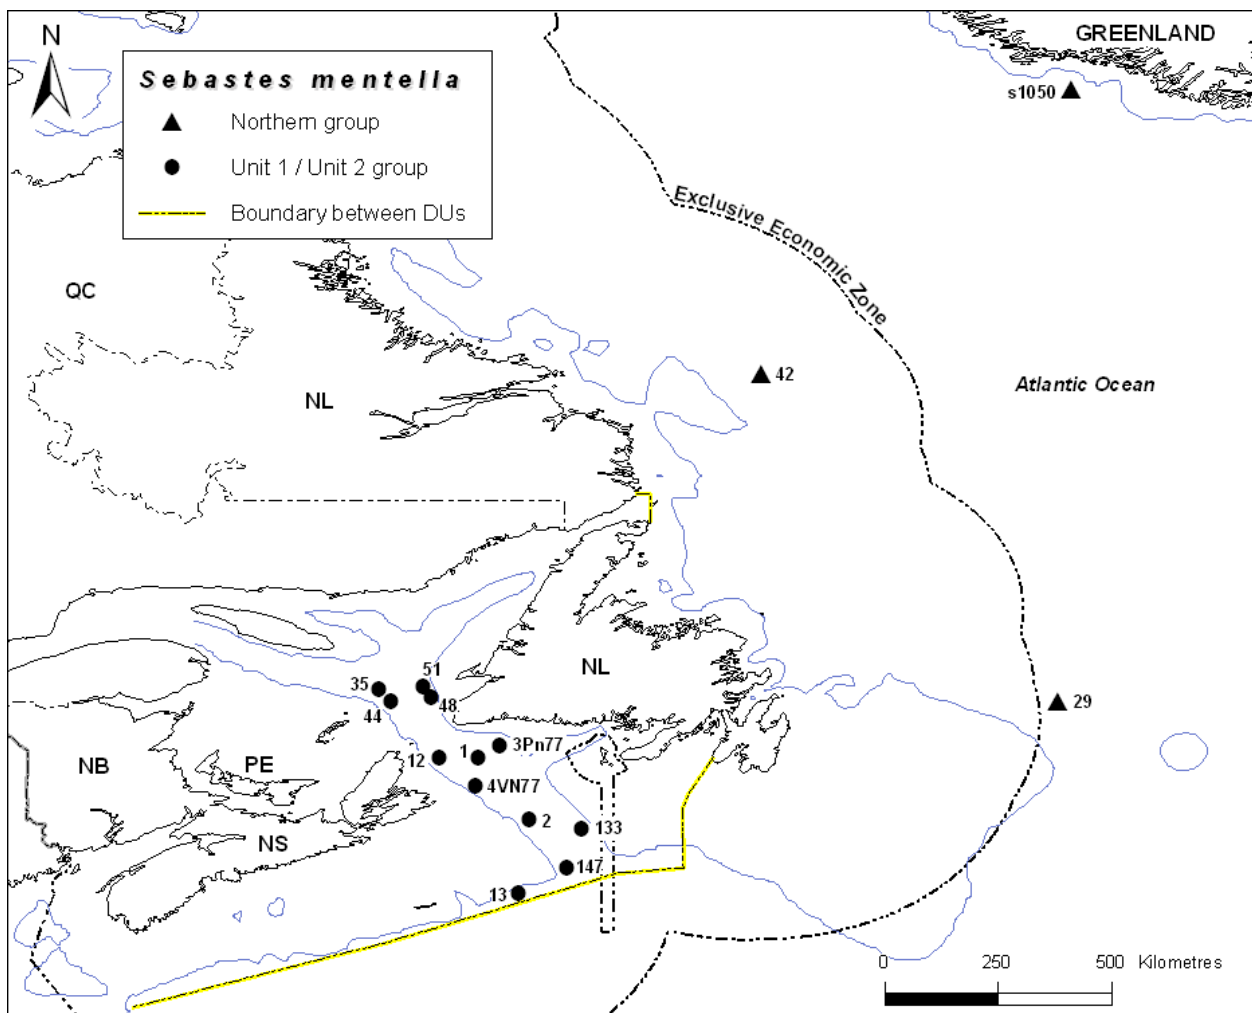 N
Sebastes mentella
Northern group
Unit 1 / Unit 2 group
Boundary between DUs
GREENLAND
s1050
Exclusive Economic Zone
QC
42
Atlantic Ocean
NL
NL
51
35
48
44
29
3Pn77
1
12
NB
PE
4VN77
2
133
NS
147
13
0 250 500 Kilometres